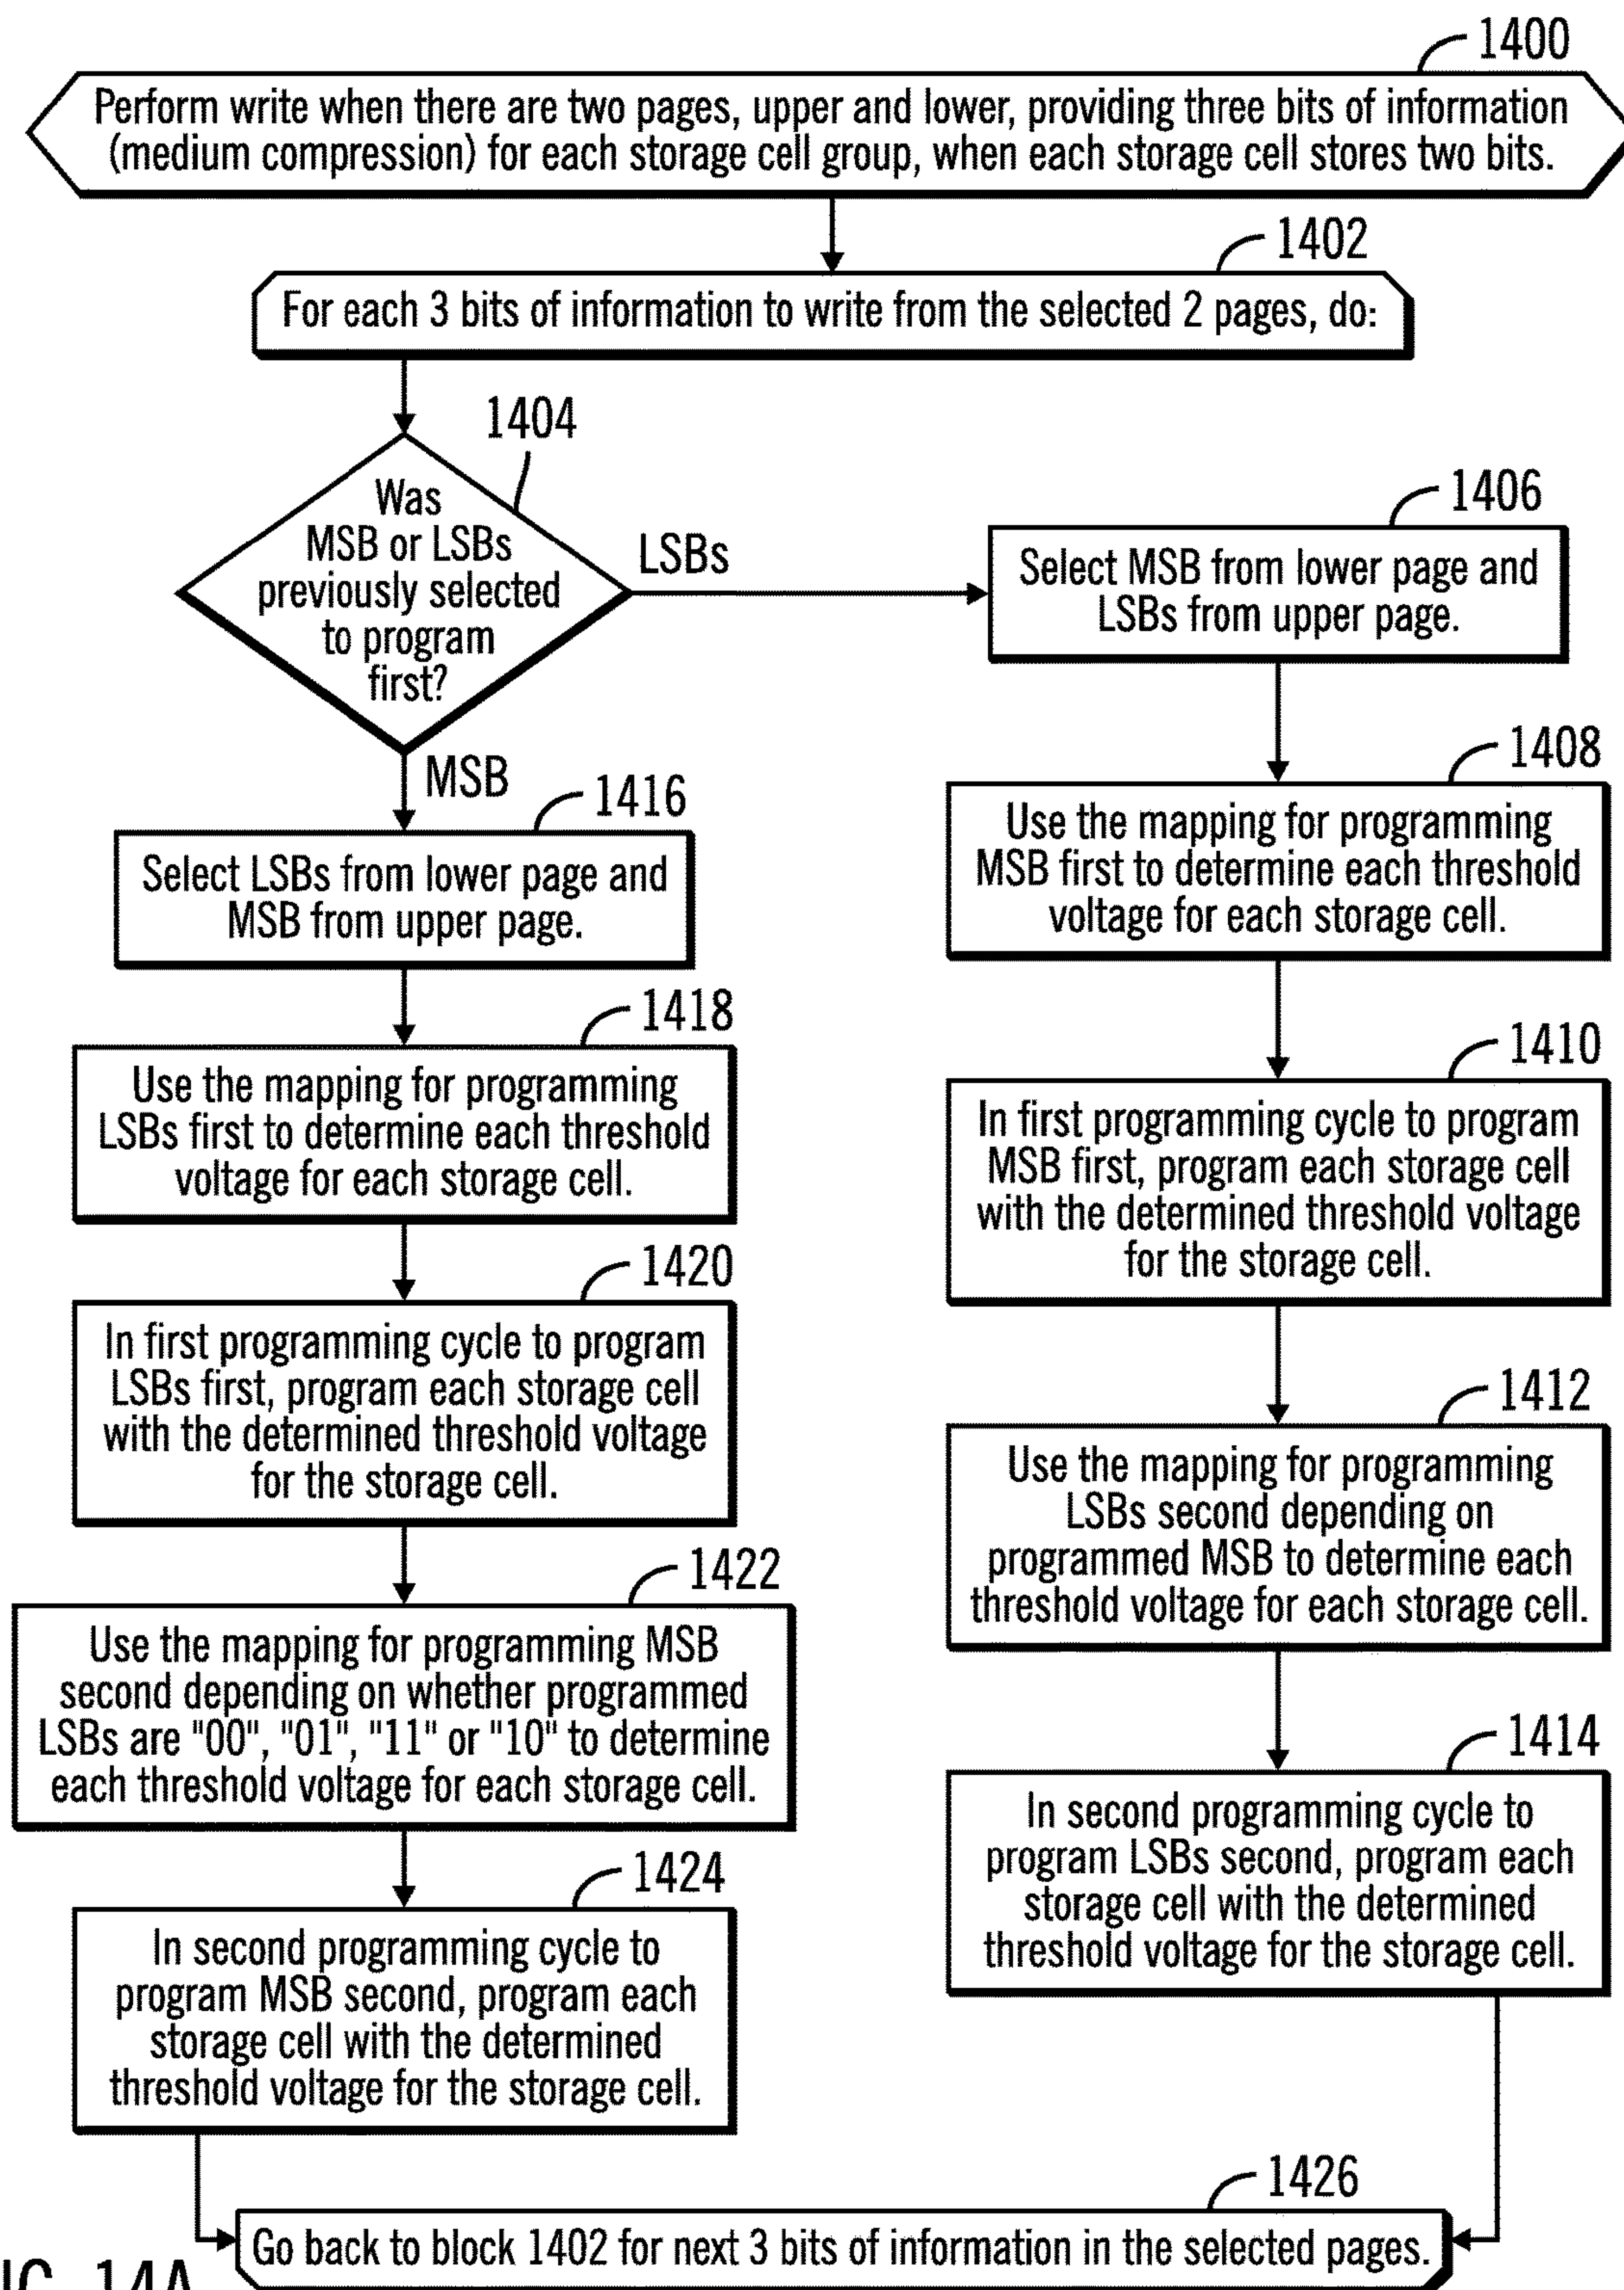 1400
Perform write when there are two pages, upper and lower, providing three bits of information
(medium compression) for each storage cell group, when each storage cell stores two bits.
1402
For each 3 bits of information to write from the selected 2 pages, do:
1404
Was
MSB or LSBs
previously selected
to program
first?
LSBs
1406
Select MSB from lower page and
LSBs from upper page.
1408
Use the mapping for programming
MSB first to determine each threshold
voltage for each storage cell.
1410
In first programming cycle to program
MSB first, program each storage cell
with the determined threshold voltage
for the storage cell.
1412
Use the mapping for programming
LSBs second depending on
programmed MSB to determine each
threshold voltage for each storage cell.
1414
In second programming cycle to
program LSBs second, program each
storage cell with the determined
threshold voltage for the storage cell.
MSB
1416
Select LSBs from lower page and
MSB from upper page.
1418
Use the mapping for programming
LSBs first to determine each threshold
voltage for each storage cell.
1420
In first programming cycle to program
LSBs first, program each storage cell
with the determined threshold voltage
for the storage cell.
1422
Use the mapping for programming MSB
second depending on whether programmed
LSBs are "00", "01", "11" or "10" to determine
each threshold voltage for each storage cell.
1424
In second programming cycle to
program MSB second, program each
storage cell with the determined
threshold voltage for the storage cell.
1426
Go back to block 1402 for next 3 bits of information in the selected pages.
14A